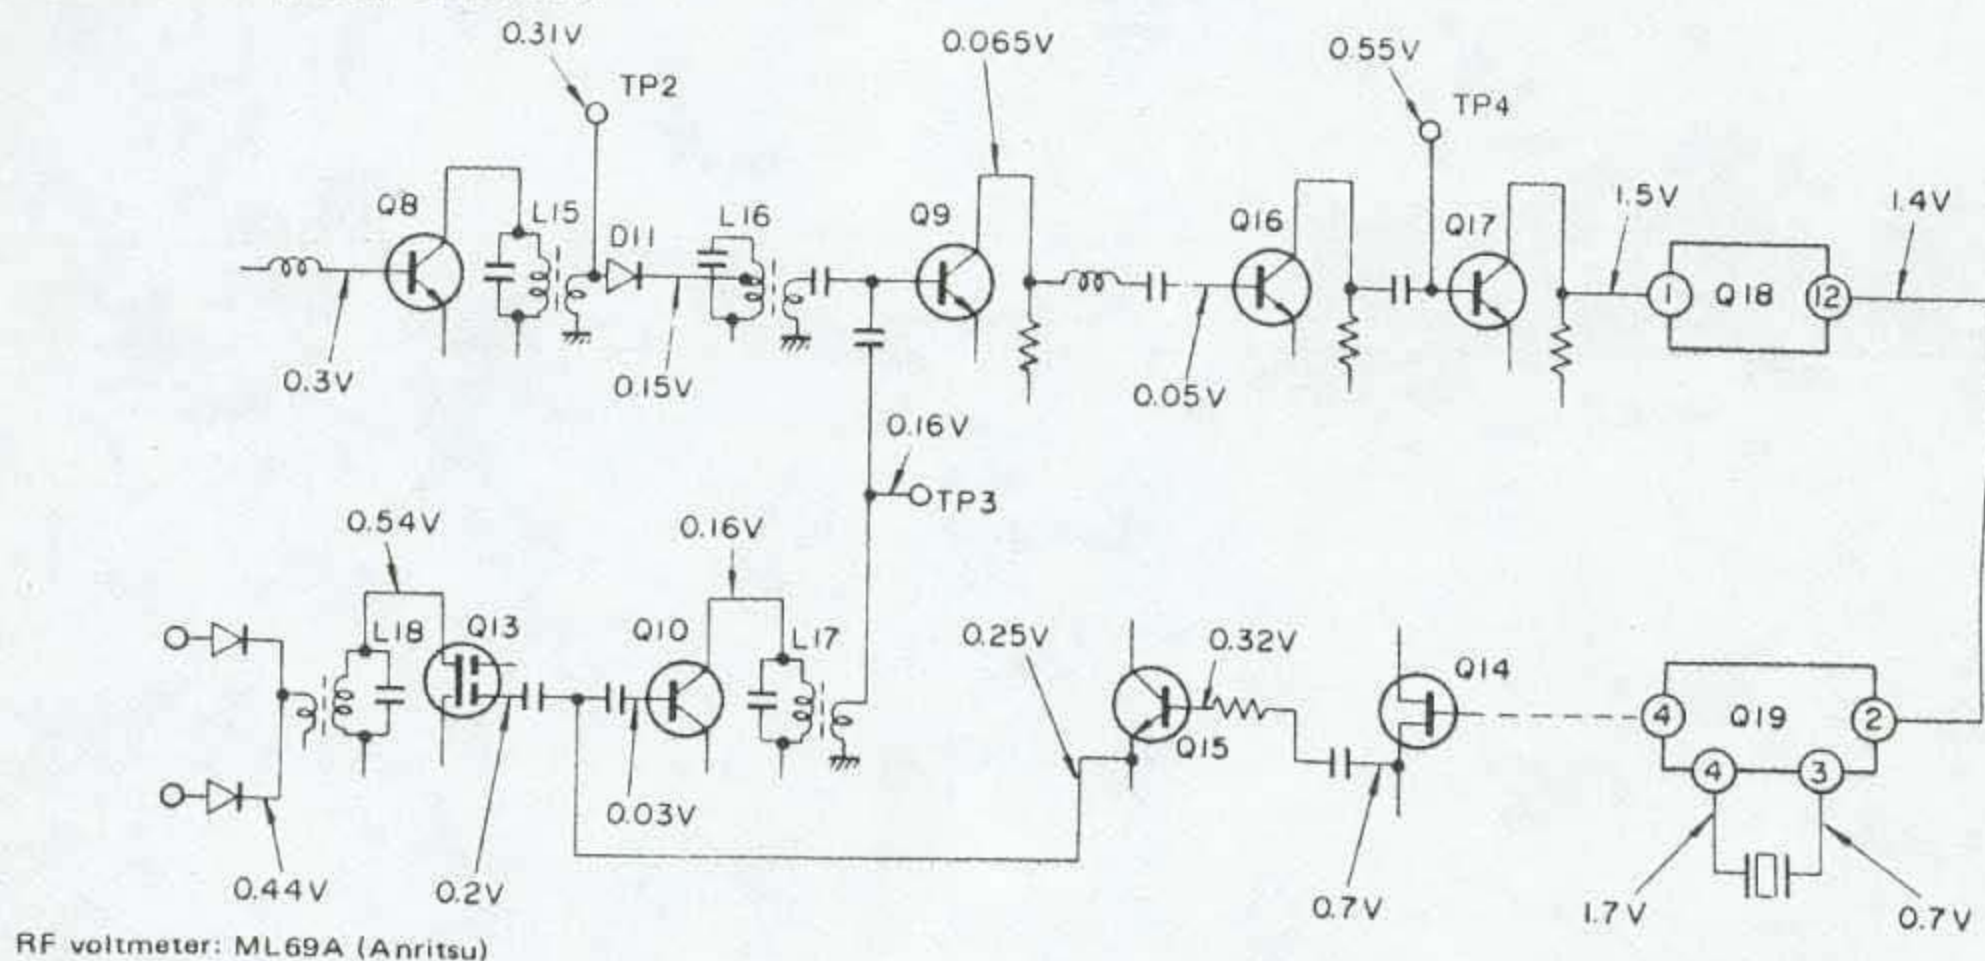 0.31V
TP2
0.065V
0.55V
TP4
Q8
L15
D11
L16
Q9
Q16
Q17
1.5V
1.4V
1
Q18
12
0.3V
0.15V
0.05V
0.16V
TP3
0.54V
0.16V
L18
Q13
Q10
L17
0.25V
0.32V
Q14
Q15
4
Q19
2
4
3
0.03V
0.44V
0.2V
0.7V
1.7V
0.7V
RF voltmeter: ML69A (Anritsu)